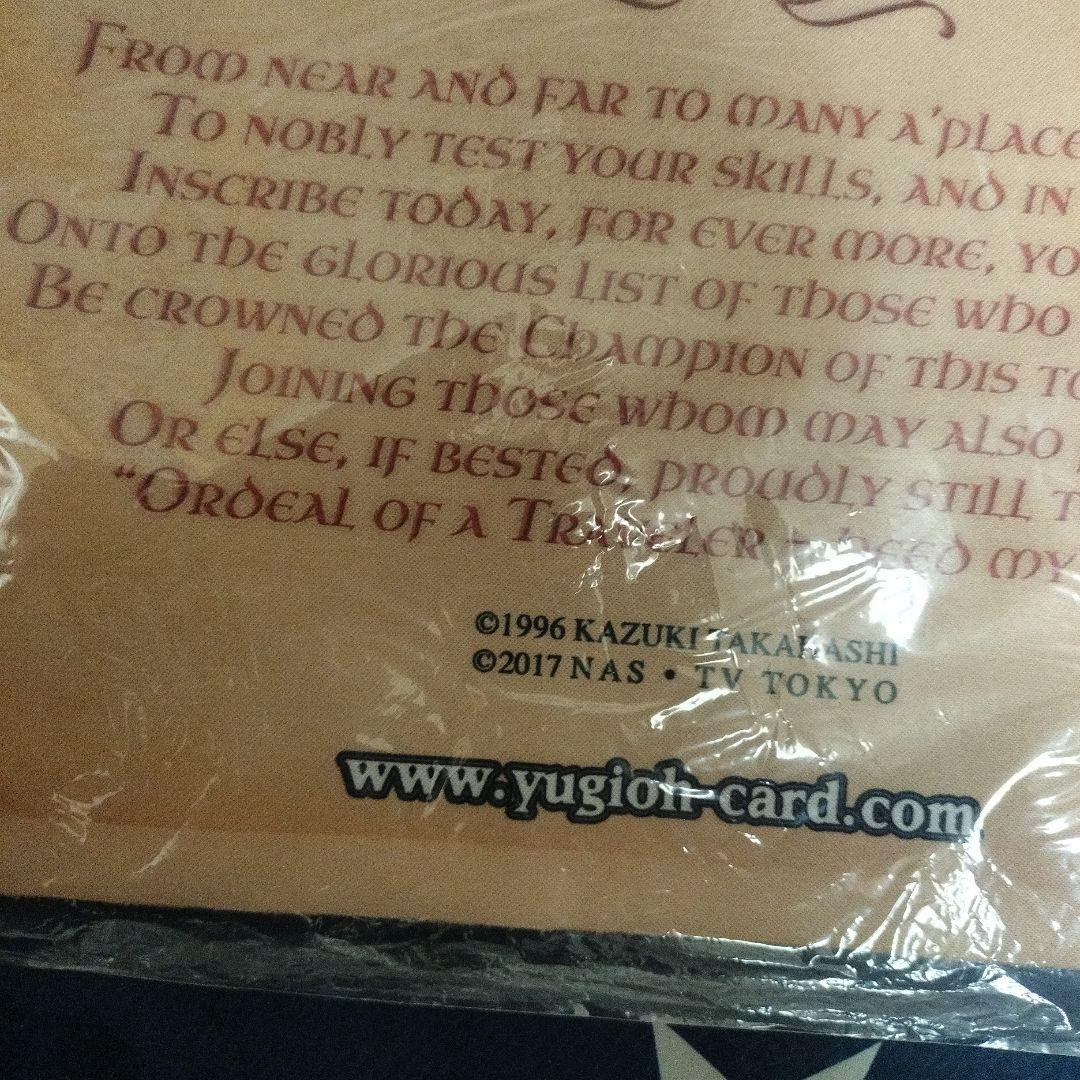 From near and far to many a'place
To nobly test your skills, and in
Inscribe today, for ever more, yo
Onto the glorious list of those who
Be crowned the Champion of this to
Joining those whom may also
Or else, if bested, proudly still t
“Ordeal of a Traveler - heed my
©1996 KAZUKI TAKAHASHI
©2017 NAS • TV TOKYO
www.yugioh-card.com